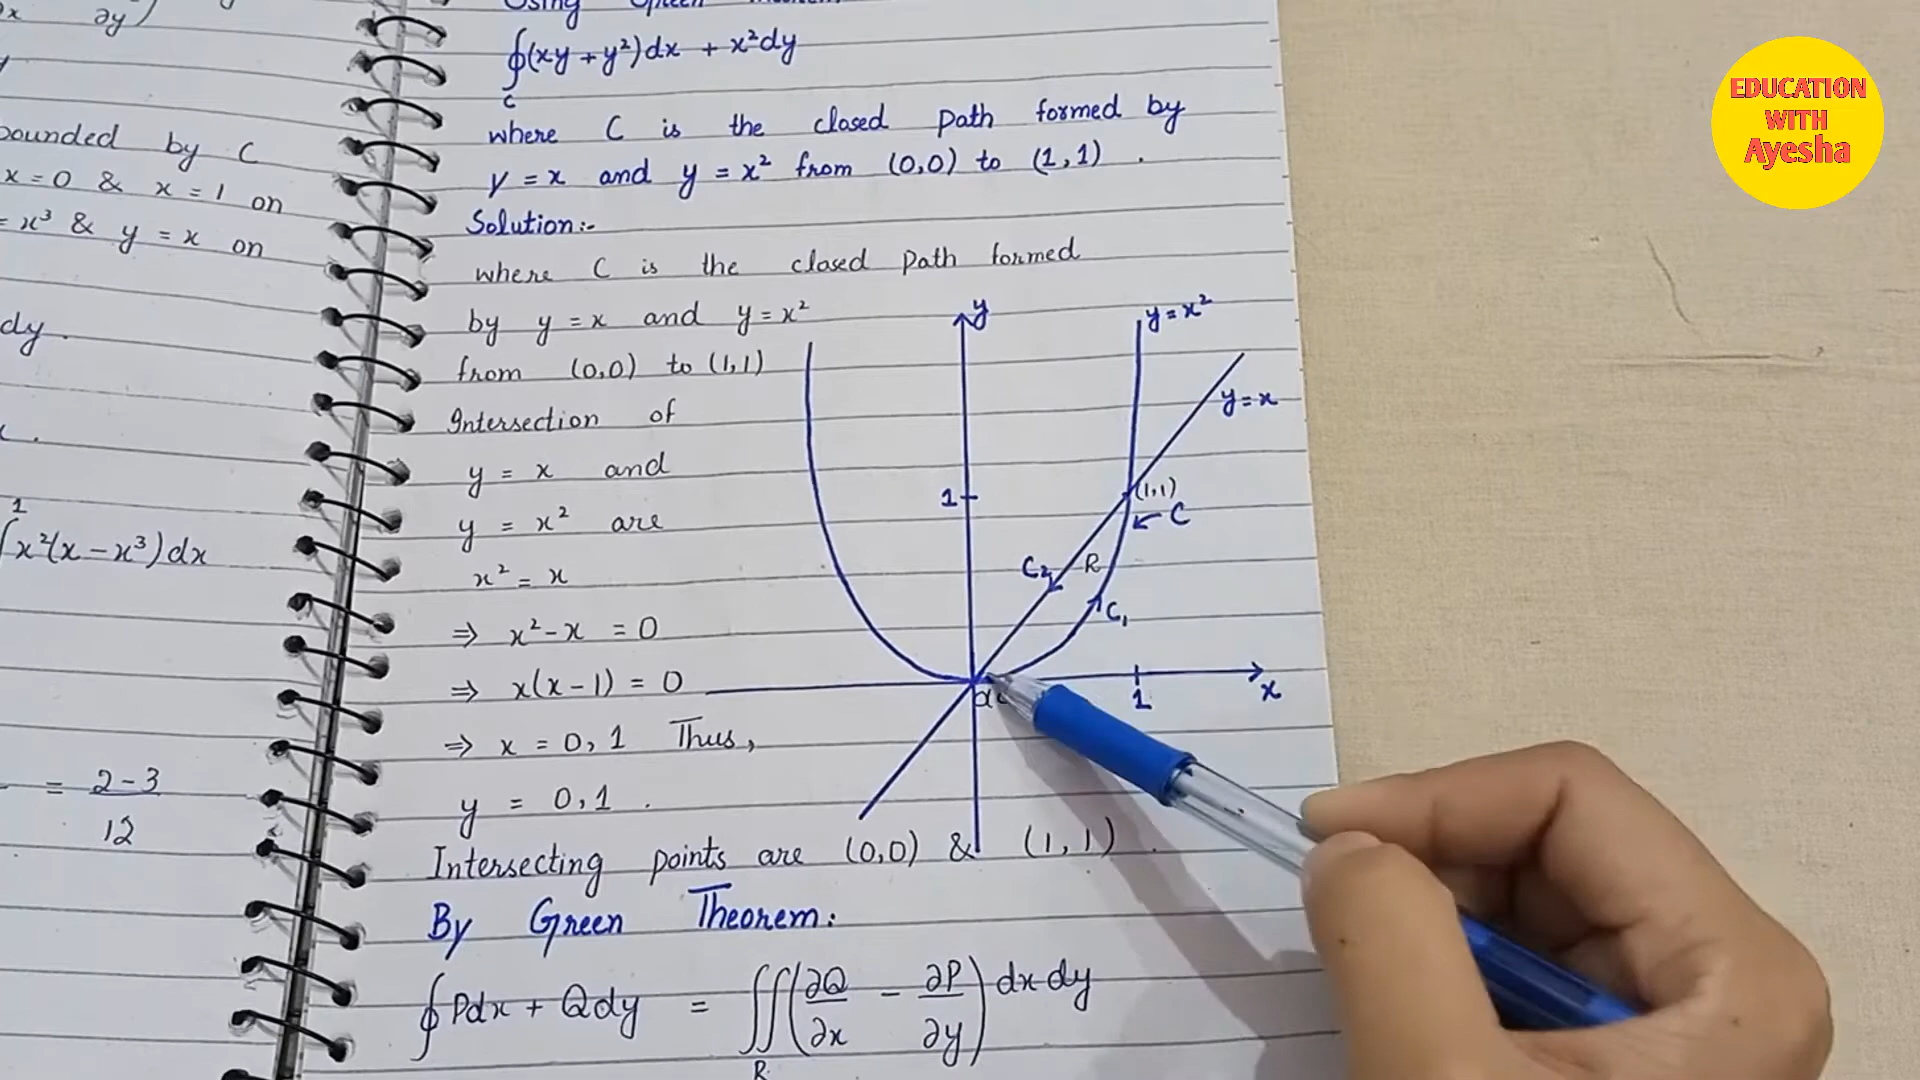 ∂x ∂y)
bounded by C
x = 0 & x = 1 on
= x³ & y = x on
dy.
1
∫ x²(x - x³) dx
= 2 - 3
12
Using Green
∮(xy + y²)dx + x²dy
c
where C is the closed path formed by
y = x and y = x² from (0,0) to (1,1) .
Solution:-
where C is the closed path formed
by y = x and y = x²
from (0,0) to (1,1)
Intersection of
y = x and
y = x² are
x² = x
⇒ x² - x = 0
⇒ x(x - 1) = 0
⇒ x = 0, 1 Thus,
y = 0, 1 .
Intersecting points are (0,0) & (1,1) .
By Green Theorem:
∮ Pdx + Qdy = ∬(∂Q/∂x - ∂P/∂y) dx dy
R
y
y = x²
y = x
1
(1,1)
C
C₂
R
C₁
1
x
EDUCATION
WITH
Ayesha